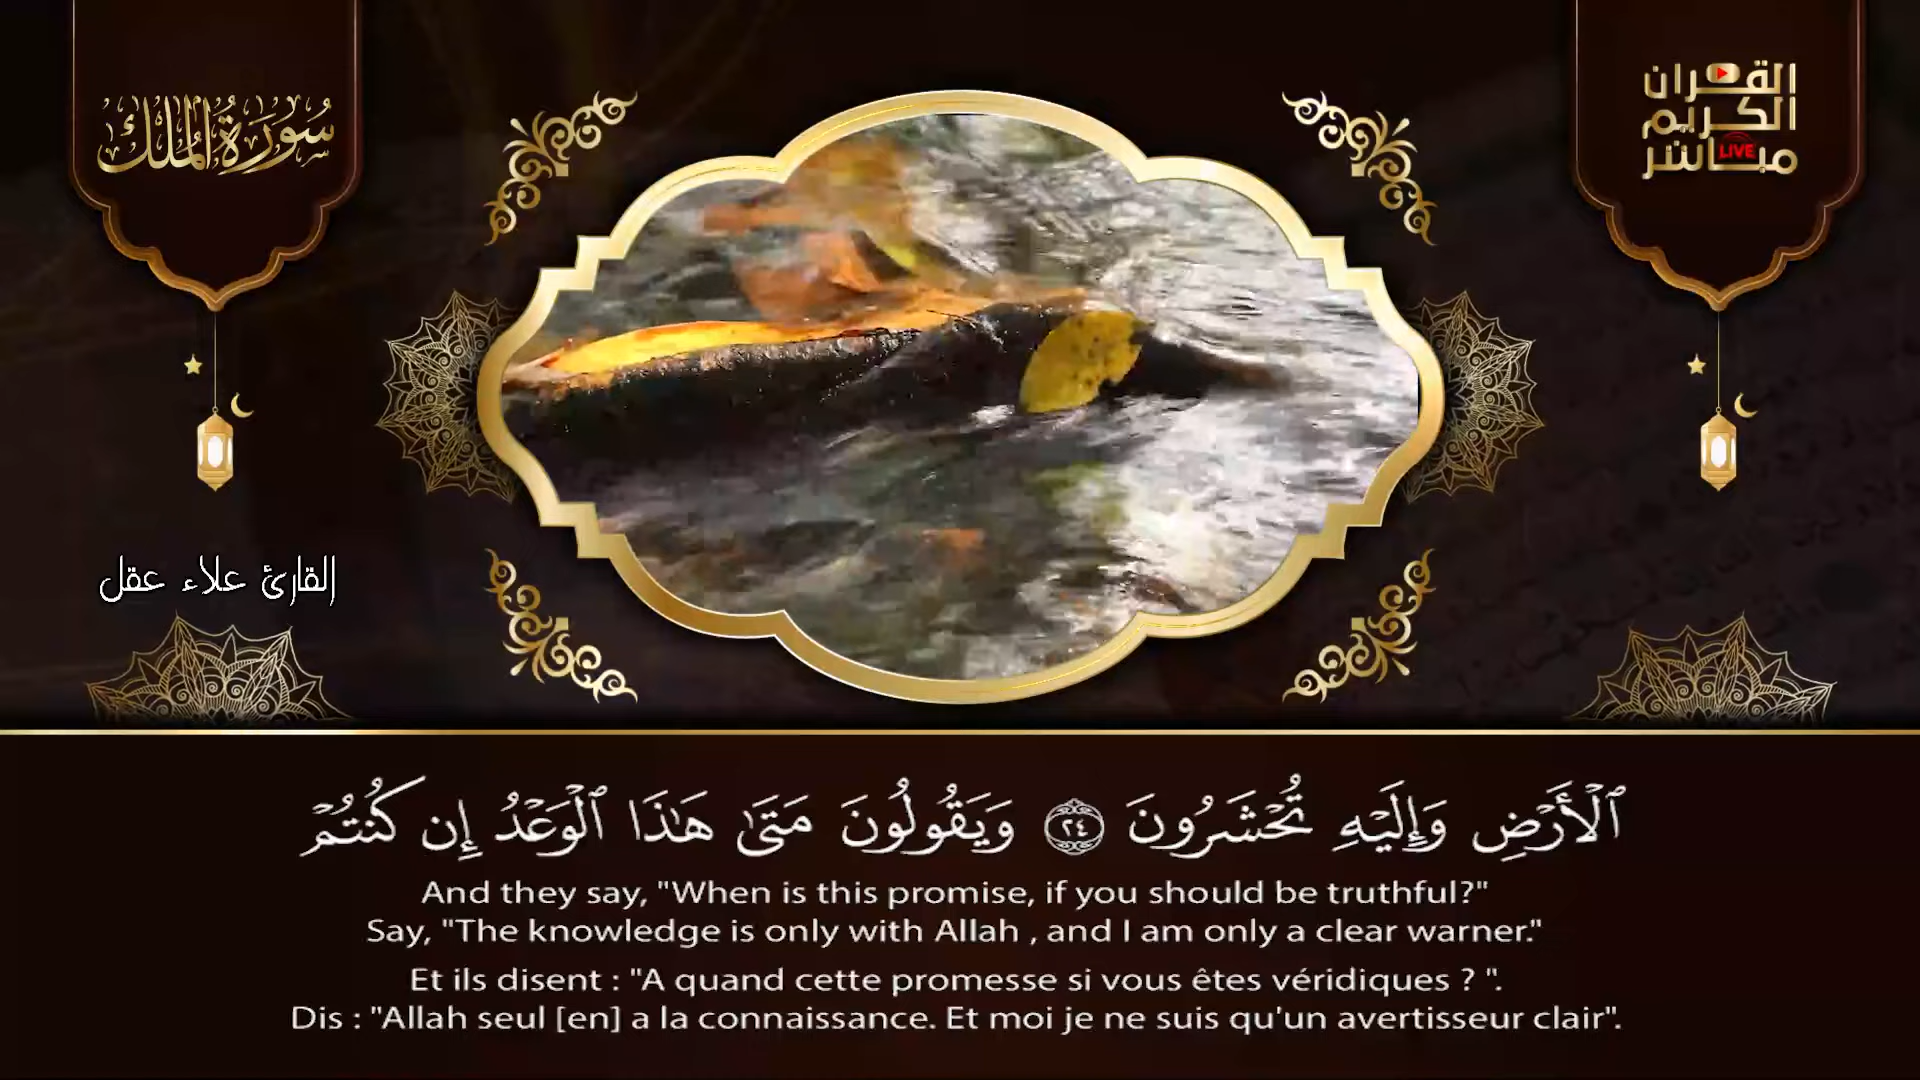 سُورَةُ الْمُلْكِ
القرآن
الكريم
مباشر
LIVE
القارئ علاء عقل
ٱلْأَرْضِ وَإِلَيْهِ تُحْشَرُونَ ٢٤ وَيَقُولُونَ مَتَىٰ هَٰذَا ٱلْوَعْدُ إِن كُنتُمْ
And they say, "When is this promise, if you should be truthful?"
Say, "The knowledge is only with Allah , and I am only a clear warner."
Et ils disent : "A quand cette promesse si vous êtes véridiques ? ".
Dis : "Allah seul [en] a la connaissance. Et moi je ne suis qu'un avertisseur clair".